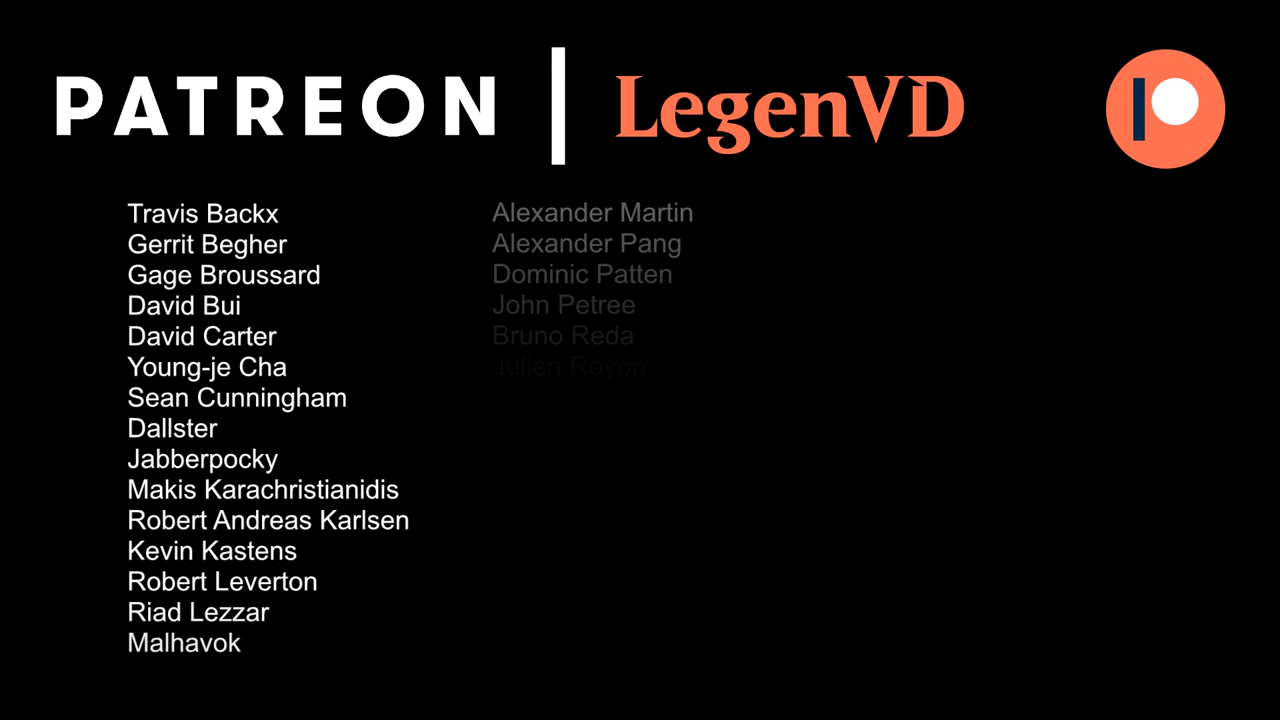 PATREON | LegenVD
Travis Backx
Gerrit Begher
Gage Broussard
David Bui
David Carter
Young-je Cha
Sean Cunningham
Dallster
Jabberpocky
Makis Karachristianidis
Robert Andreas Karlsen
Kevin Kastens
Robert Leverton
Riad Lezzar
Malhavok
Alexander Martin
Alexander Pang
Dominic Patten
John Petree
Bruno Reda
Julien Royon